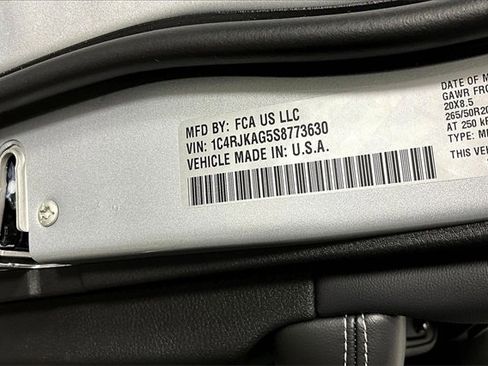 MFD BY: FCA US LLC
VIN: 1C4RJKAG5S8773630
VEHICLE MADE IN: U.S.A.
DATE OF M
GAWR FRO
20X8.5
265/50R20
AT 250 kP
THIS VE